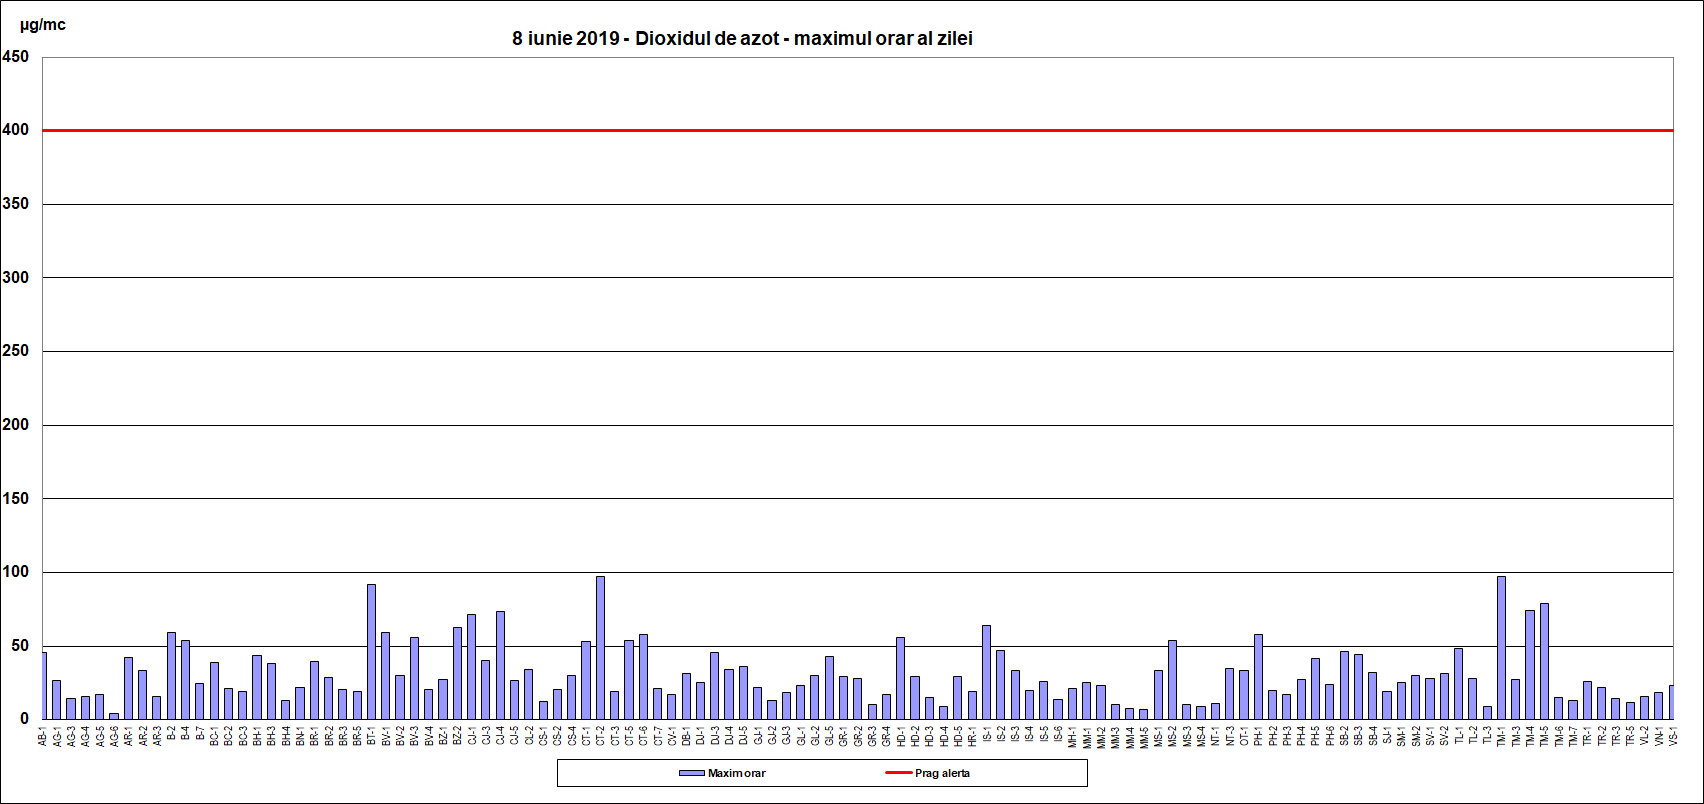 µg/mc
8 iunie 2019 - Dioxidul de azot - maximul orar al zilei
450
400
350
300
250
200
150
100
50
0
AB-1 AG-1 AG-3 AG-4 AG-5 AG-6 AR-1 AR-2 AR-3 B-2 B-4 B-7 BC-1 BC-2 BC-3 BH-1 BH-3 BH-4 BN-1 BR-1 BR-2 BR-3 BR-5 BT-1 BV-1 BV-2 BV-3 BV-4 BZ-1 BZ-2 CJ-1 CJ-3 CJ-4 CJ-5 CL-2 CS-1 CS-2 CS-4 CT-1 CT-2 CT-3 CT-5 CT-6 CT-7 CV-1 DB-1 DJ-1 DJ-3 DJ-4 DJ-5 GJ-1 GJ-2 GJ-3 GL-1 GL-2 GL-5 GR-1 GR-2 GR-3 GR-4 HD-1 HD-2 HD-3 HD-4 HD-5 HR-1 IS-1 IS-2 IS-3 IS-4 IS-5 IS-6 MH-1 MM-1 MM-2 MM-3 MM-4 MM-5 MS-1 MS-2 MS-3 MS-4 NT-1 NT-3 OT-1 PH-1 PH-2 PH-3 PH-4 PH-5 PH-6 SB-2 SB-3 SB-4 SJ-1 SM-1 SM-2 SV-1 SV-2 TL-1 TL-2 TL-3 TM-1 TM-3 TM-4 TM-5 TM-6 TM-7 TR-1 TR-2 TR-3 TR-5 VL-2 VN-1 VS-1
Maxim orar Prag alerta